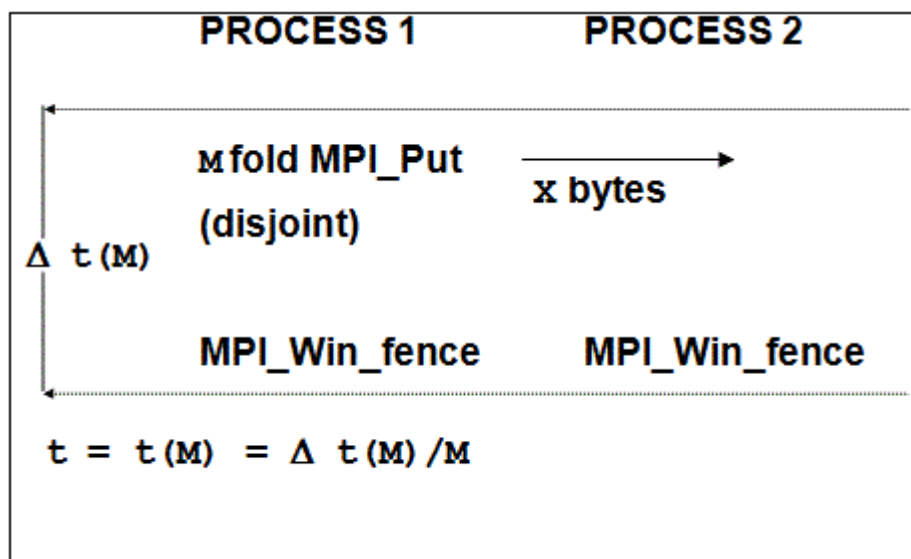 PROCESS 1 PROCESS 2
M fold MPI_Put
X bytes
(disjoint)
Δ t(M)
MPI_Win_fence MPI_Win_fence
t = t(M) = Δ t(M)/M